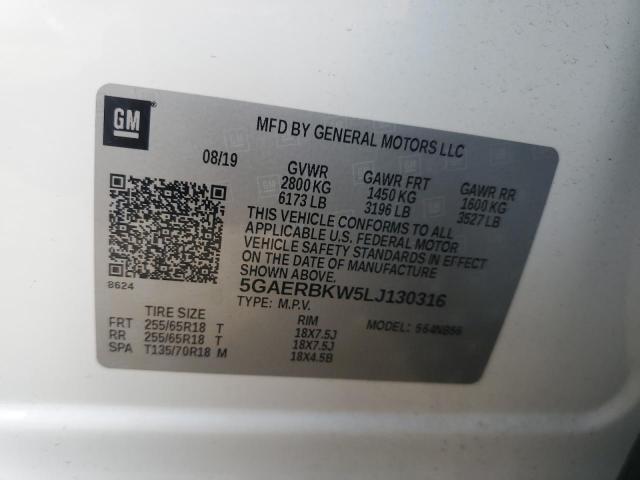 GM
MFD BY GENERAL MOTORS LLC
08/19
GVWR
2800 KG
6173 LB
GAWR FRT
1450 KG
3196 LB
GAWR RR
1600 KG
3527 LB
THIS VEHICLE CONFORMS TO ALL
APPLICABLE U.S. FEDERAL MOTOR
VEHICLE SAFETY STANDARDS IN EFFECT
ON THE DATE OF MANUFACTURE
SHOWN ABOVE.
8624
5GAERBKW5LJ130316
TYPE: M.P.V.
MODEL: 564NB56
TIRE SIZE RIM
FRT 255/65R18 T 18X7.5J
RR 255/65R18 T 18X7.5J
SPA T135/70R18 M 18X4.5B